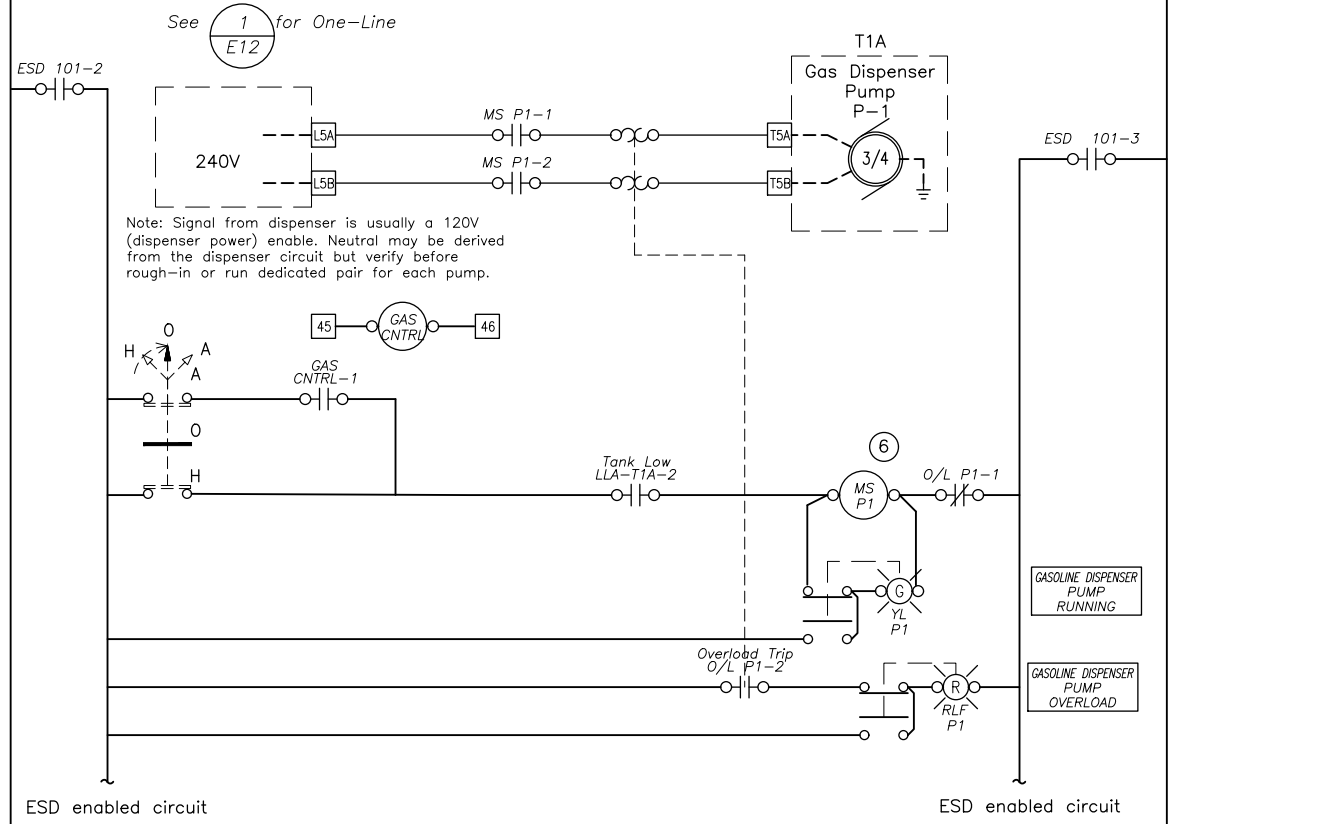 See 1 for One-Line
E12
ESD 101-2
T1A
Gas Dispenser
Pump
P-1
3/4
240V
L5A
L5B
MS P1-1
MS P1-2
T5A
T5B
ESD 101-3
Note: Signal from dispenser is usually a 120V
(dispenser power) enable. Neutral may be derived
from the dispenser circuit but verify before
rough-in or run dedicated pair for each pump.
45
GAS
CNTRL
46
O
H
A
A
GAS
CNTRL-1
O
H
Tank Low
LLA-T1A-2
6
MS
P1
O/L P1-1
G
YL
P1
GASOLINE DISPENSER
PUMP
RUNNING
Overload Trip
O/L P1-2
R
RLF
P1
GASOLINE DISPENSER
PUMP
OVERLOAD
ESD enabled circuit
ESD enabled circuit